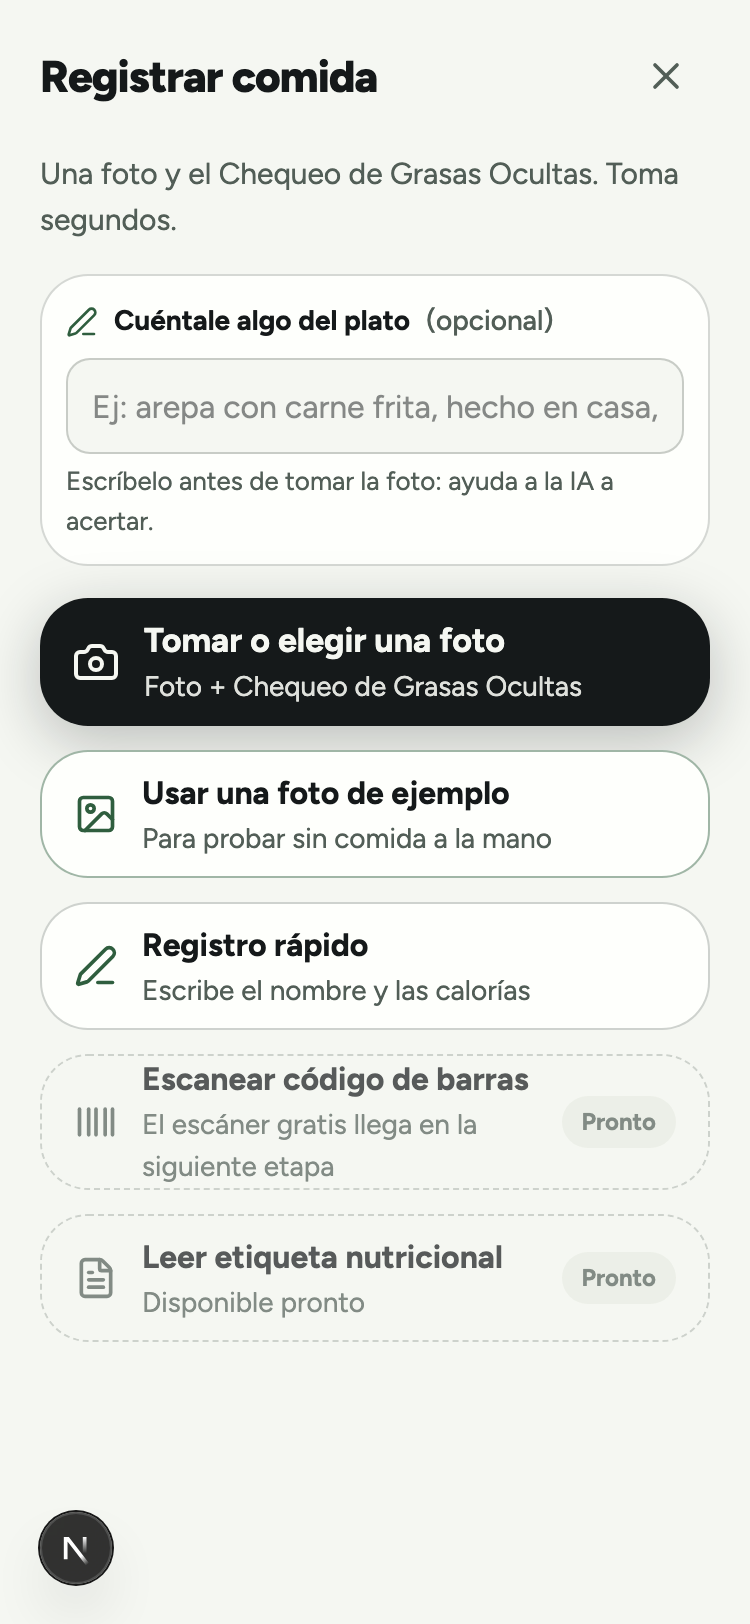 Registrar comida
Una foto y el Chequeo de Grasas Ocultas. Toma
segundos.
Cuéntale algo del plato (opcional)
Ej: arepa con carne frita, hecho en casa,
Escríbelo antes de tomar la foto: ayuda a la IA a
acertar.
Tomar o elegir una foto
Foto + Chequeo de Grasas Ocultas
Usar una foto de ejemplo
Para probar sin comida a la mano
Registro rápido
Escribe el nombre y las calorías
Escanear código de barras
El escáner gratis llega en la
siguiente etapa
Pronto
Leer etiqueta nutricional
Disponible pronto
Pronto
N